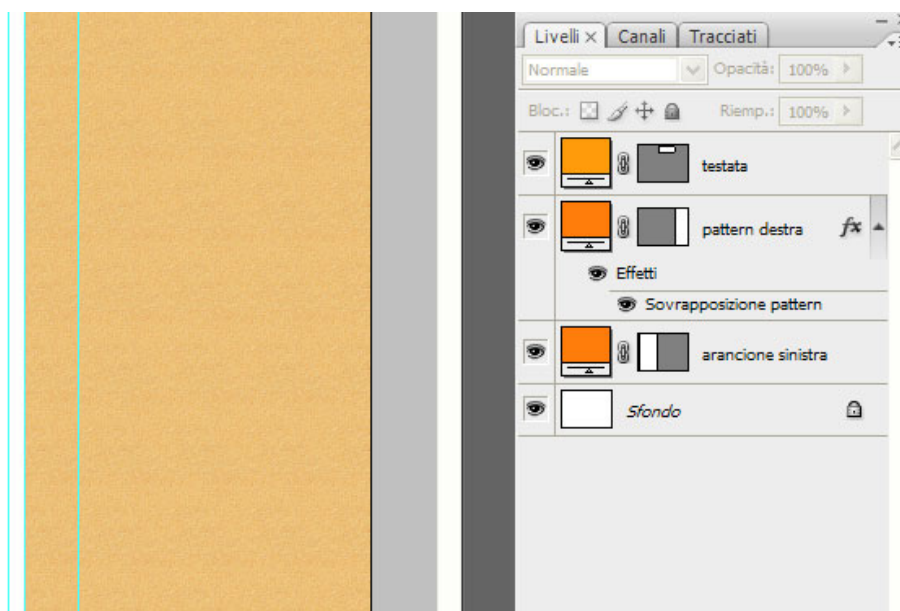 Livelli × Canali Tracciati
Normale Opacità: 100%
Bloc.: Riemp.: 100%
testata
pattern destra fx
Effetti
Sovrapposizione pattern
arancione sinistra
Sfondo